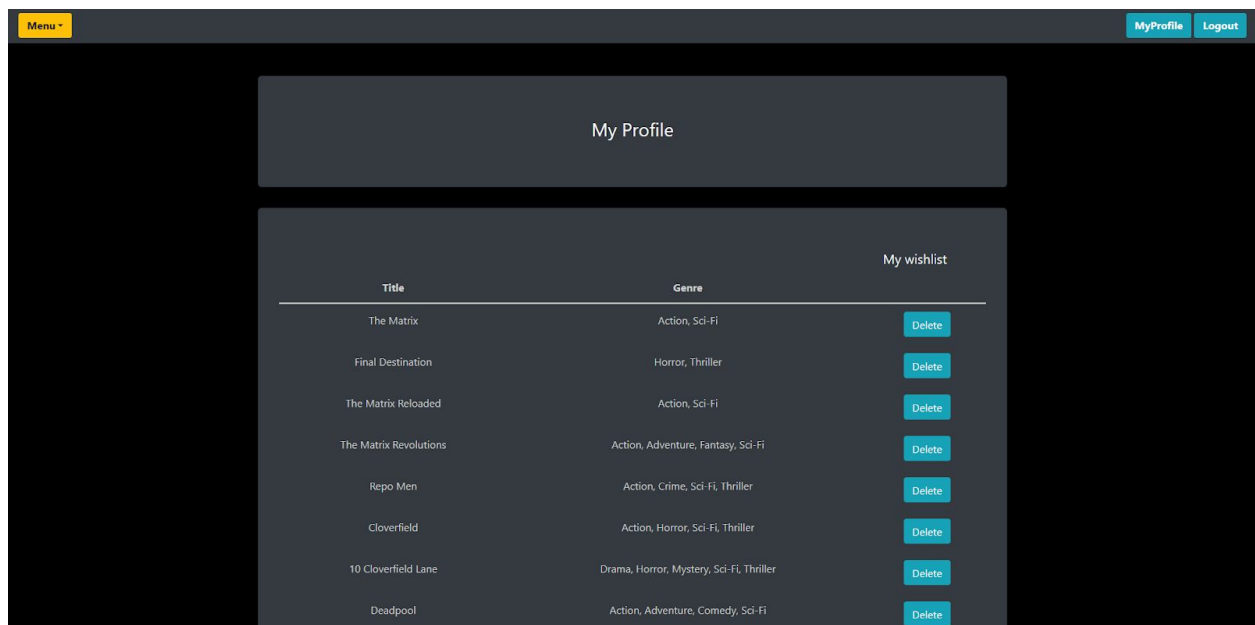 Menu MyProfile Logout
My Profile
My wishlist
Title Genre
The Matrix Action, Sci-Fi Delete
Final Destination Horror, Thriller Delete
The Matrix Reloaded Action, Sci-Fi Delete
The Matrix Revolutions Action, Adventure, Fantasy, Sci-Fi Delete
Repo Men Action, Crime, Sci-Fi, Thriller Delete
Cloverfield Action, Horror, Sci-Fi, Thriller Delete
10 Cloverfield Lane Drama, Horror, Mystery, Sci-Fi, Thriller Delete
Deadpool Action, Adventure, Comedy, Sci-Fi Delete